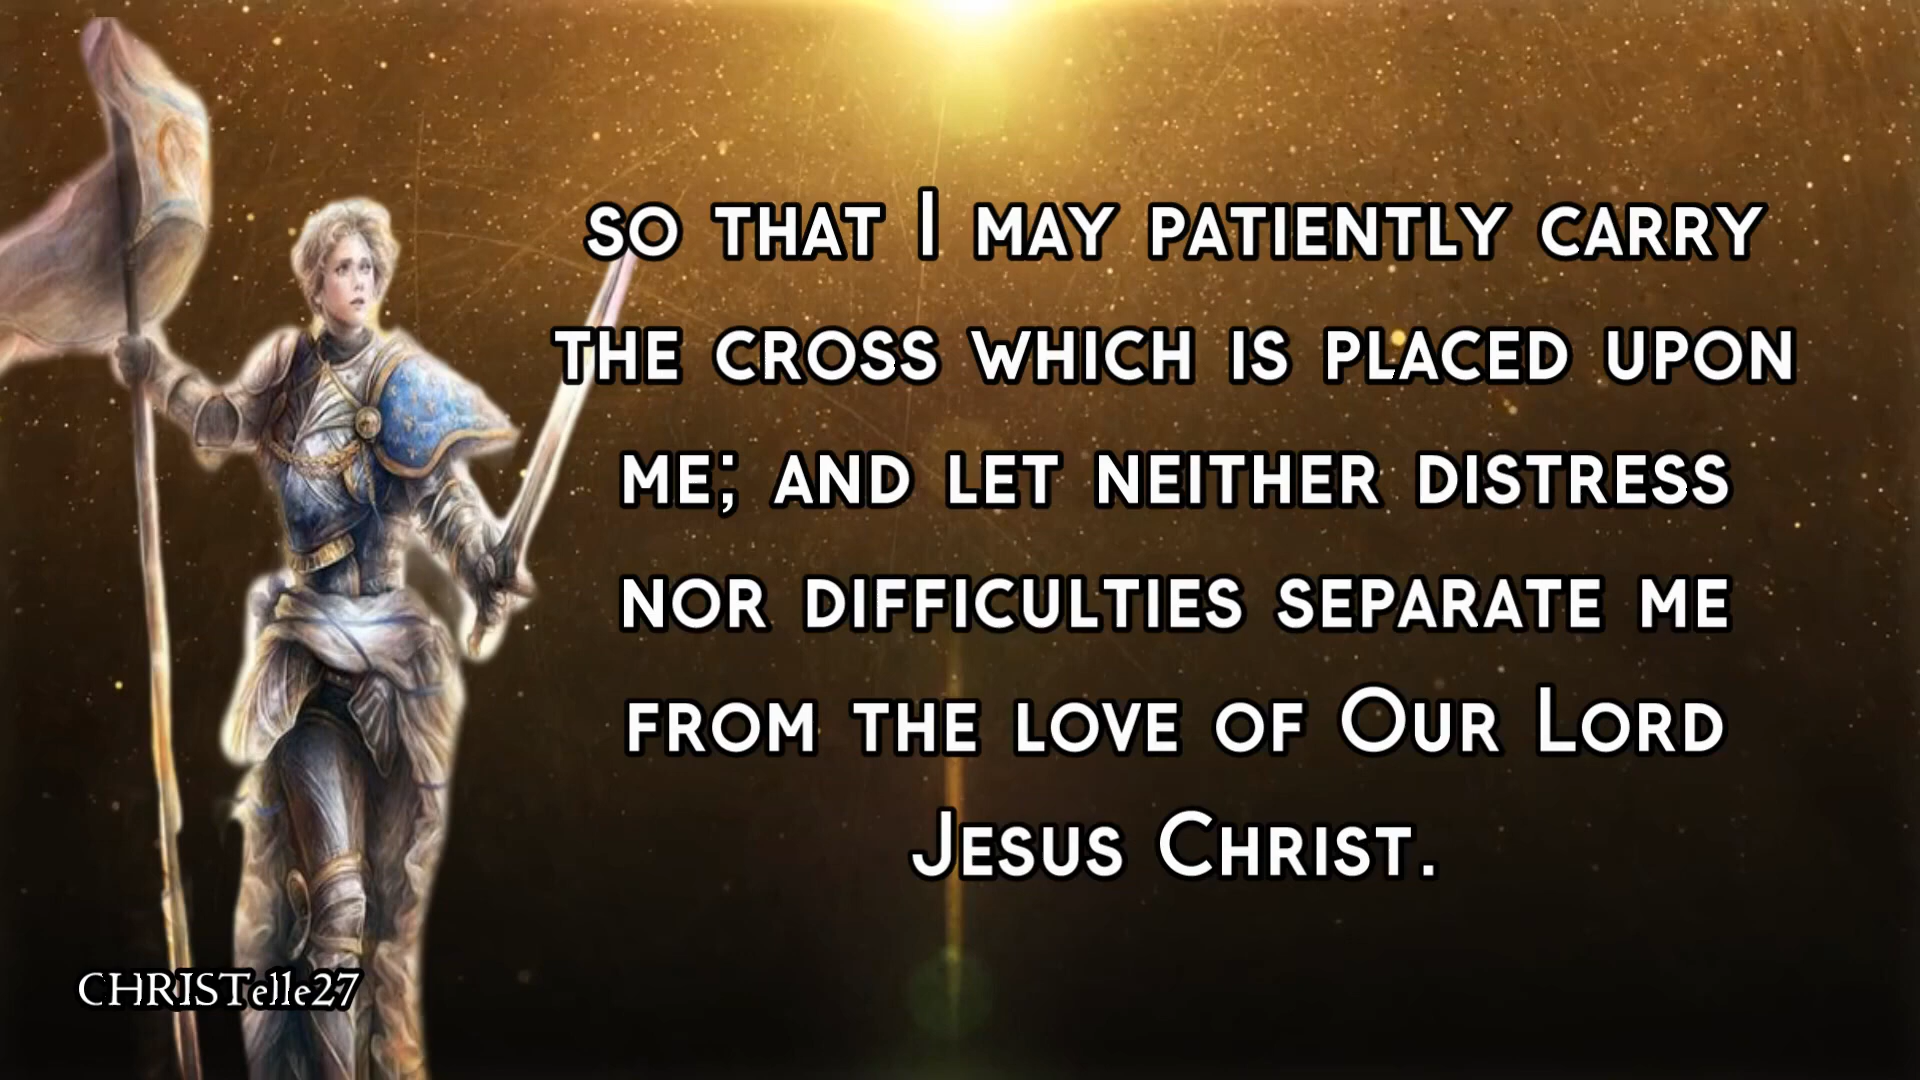 so that I may patiently carry
the cross which is placed upon
me; and let neither distress
nor difficulties separate me
from the love of Our Lord
Jesus Christ.
CHRISTelle27